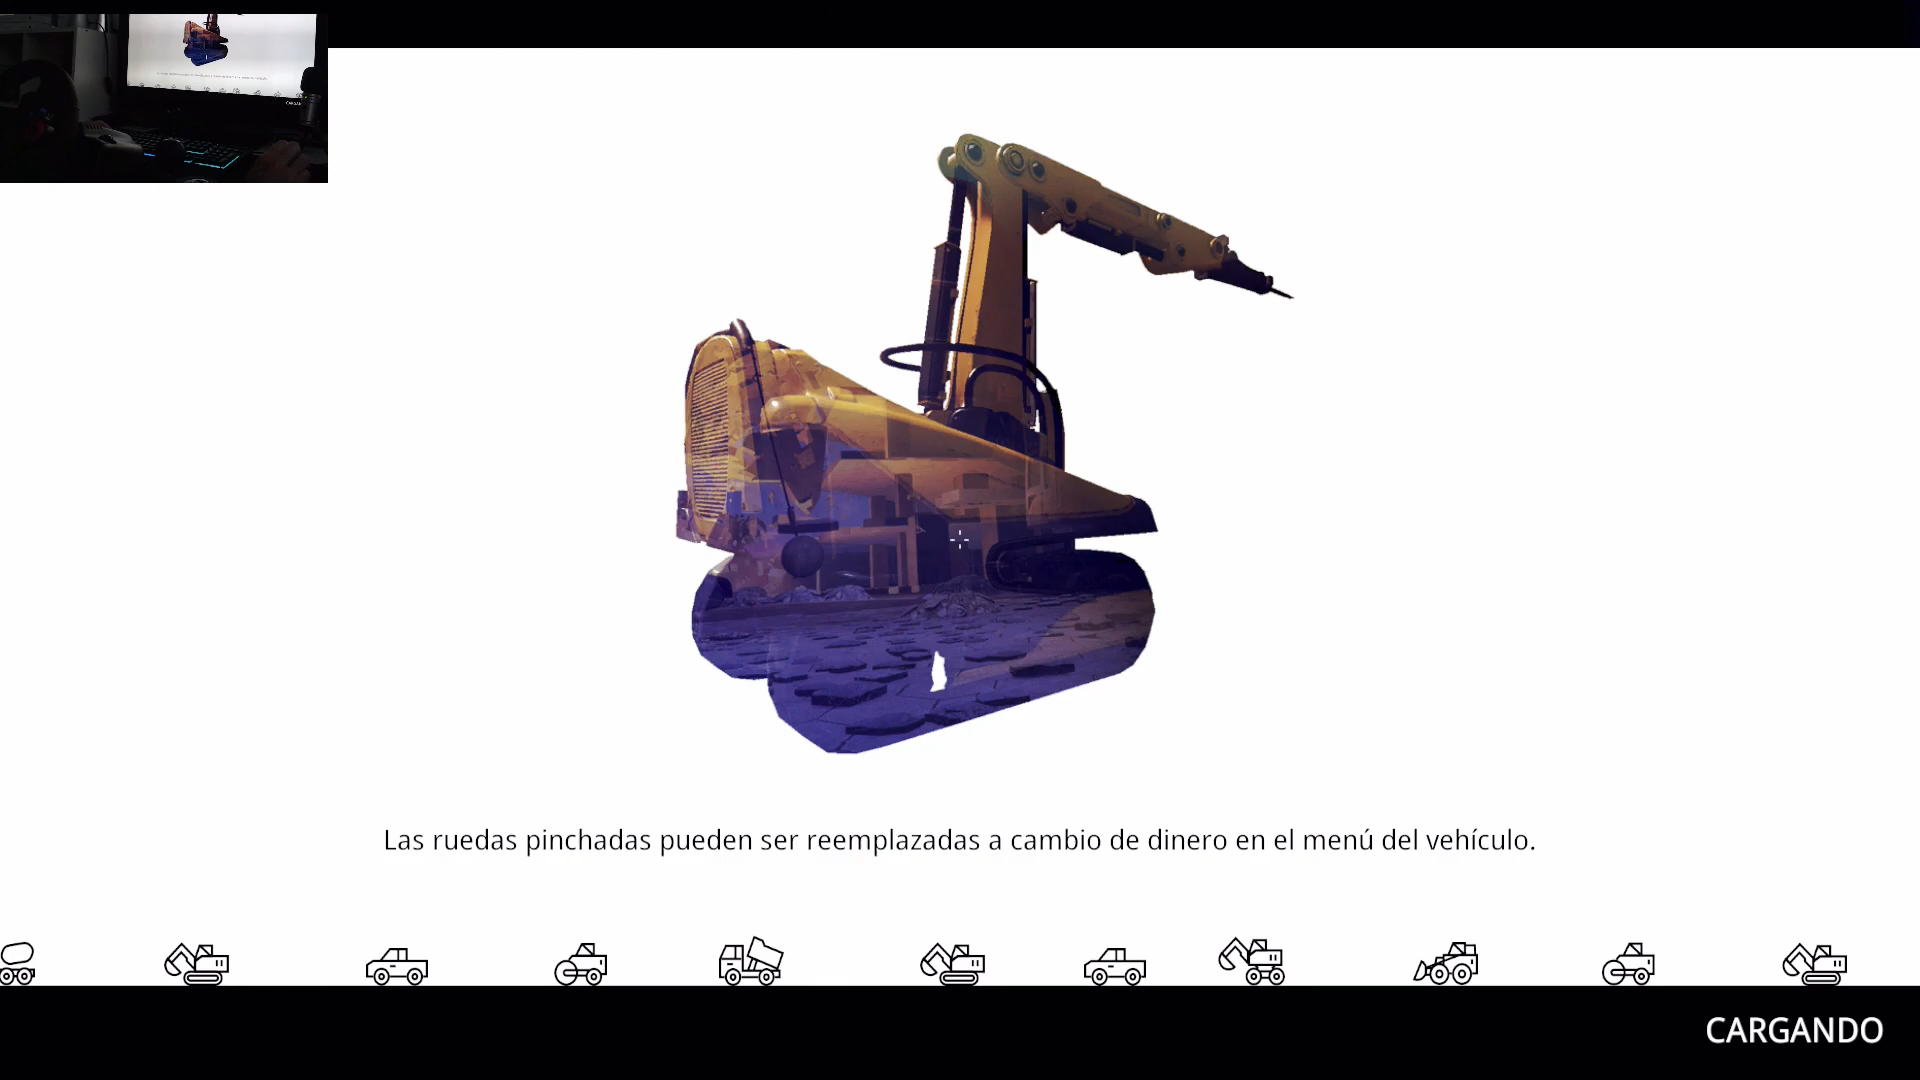 Las ruedas pinchadas pueden ser reemplazadas a cambio de dinero en el menú del vehículo.
CARGANDO